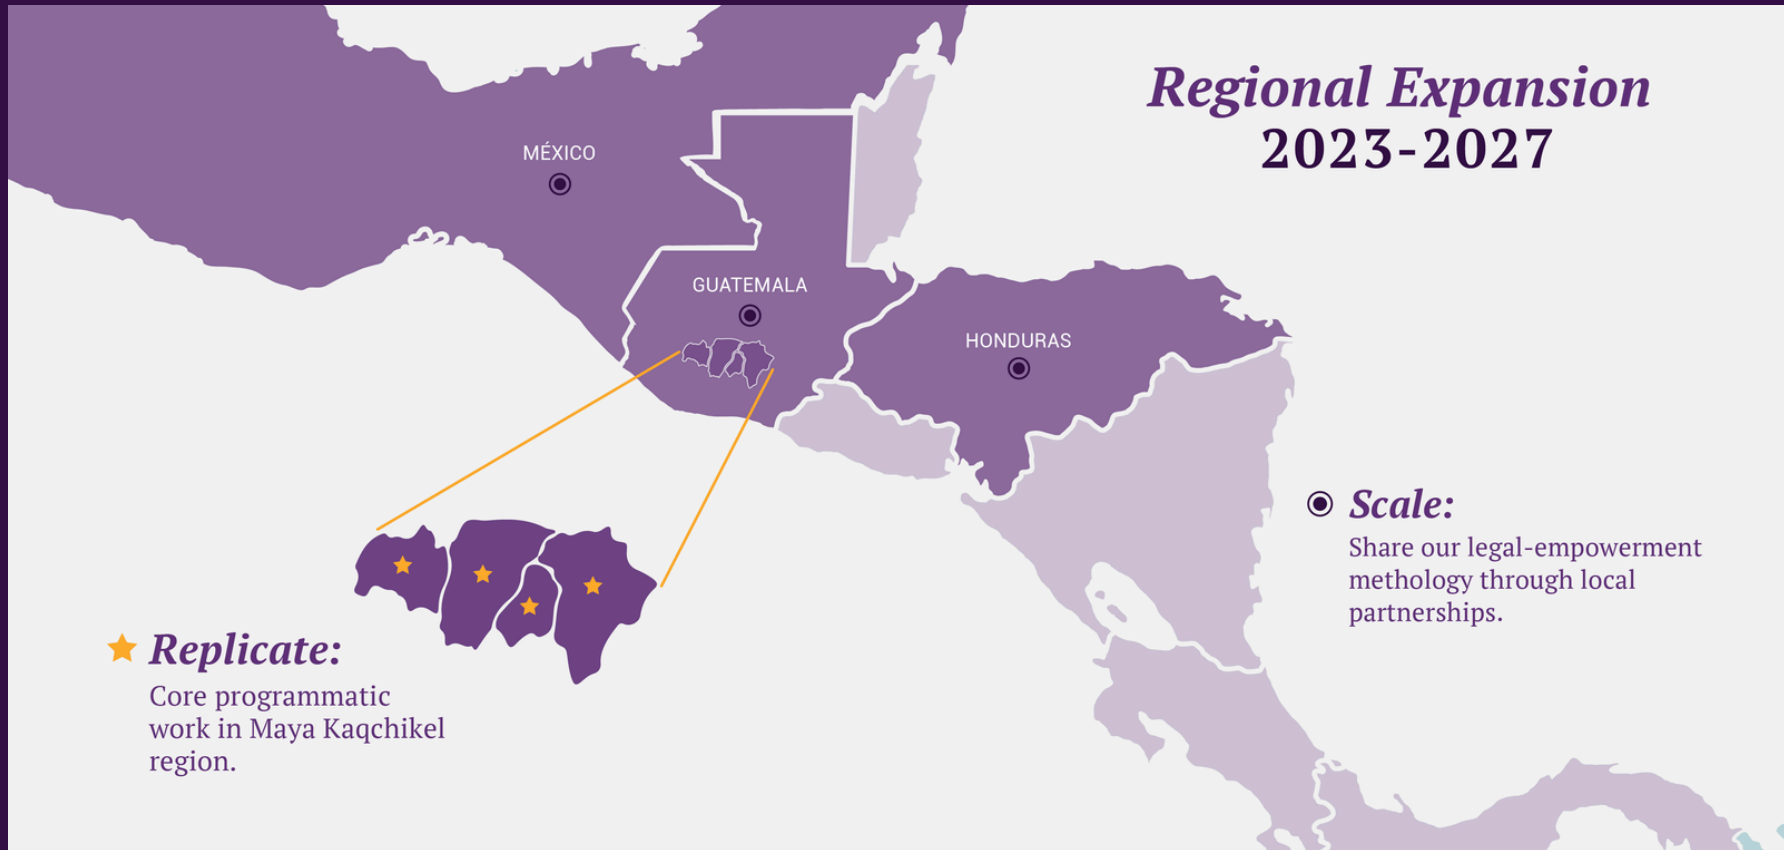 Regional Expansion
2023-2027
MÉXICO
GUATEMALA
HONDURAS
Scale:
Share our legal-empowerment
methology through local
partnerships.
Replicate:
Core programmatic
work in Maya Kaqchikel
region.